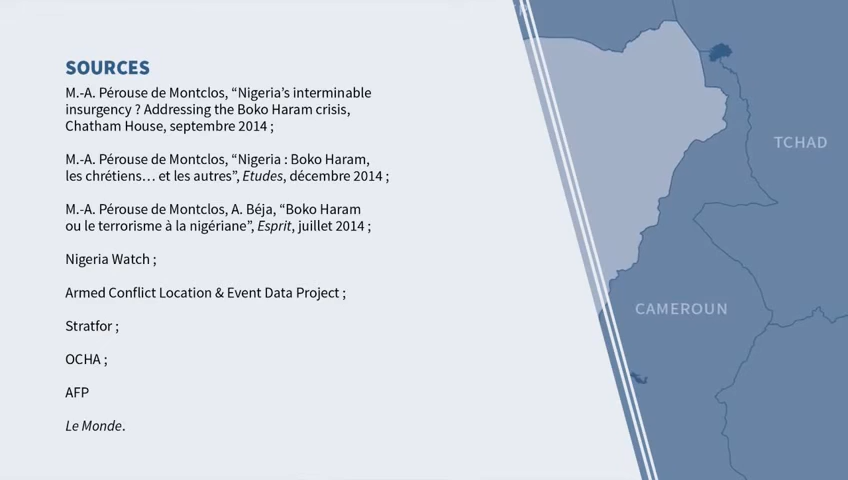 SOURCES
M.-A. Pérouse de Montclos, “Nigeria’s interminable
insurgency ? Addressing the Boko Haram crisis,
Chatham House, septembre 2014 ;
M.-A. Pérouse de Montclos, “Nigeria : Boko Haram,
les chrétiens… et les autres”, Etudes, décembre 2014 ;
M.-A. Pérouse de Montclos, A. Béja, “Boko Haram
ou le terrorisme à la nigériane”, Esprit, juillet 2014 ;
Nigeria Watch ;
Armed Conflict Location & Event Data Project ;
Stratfor ;
OCHA ;
AFP
Le Monde.
TCHAD
CAMEROUN